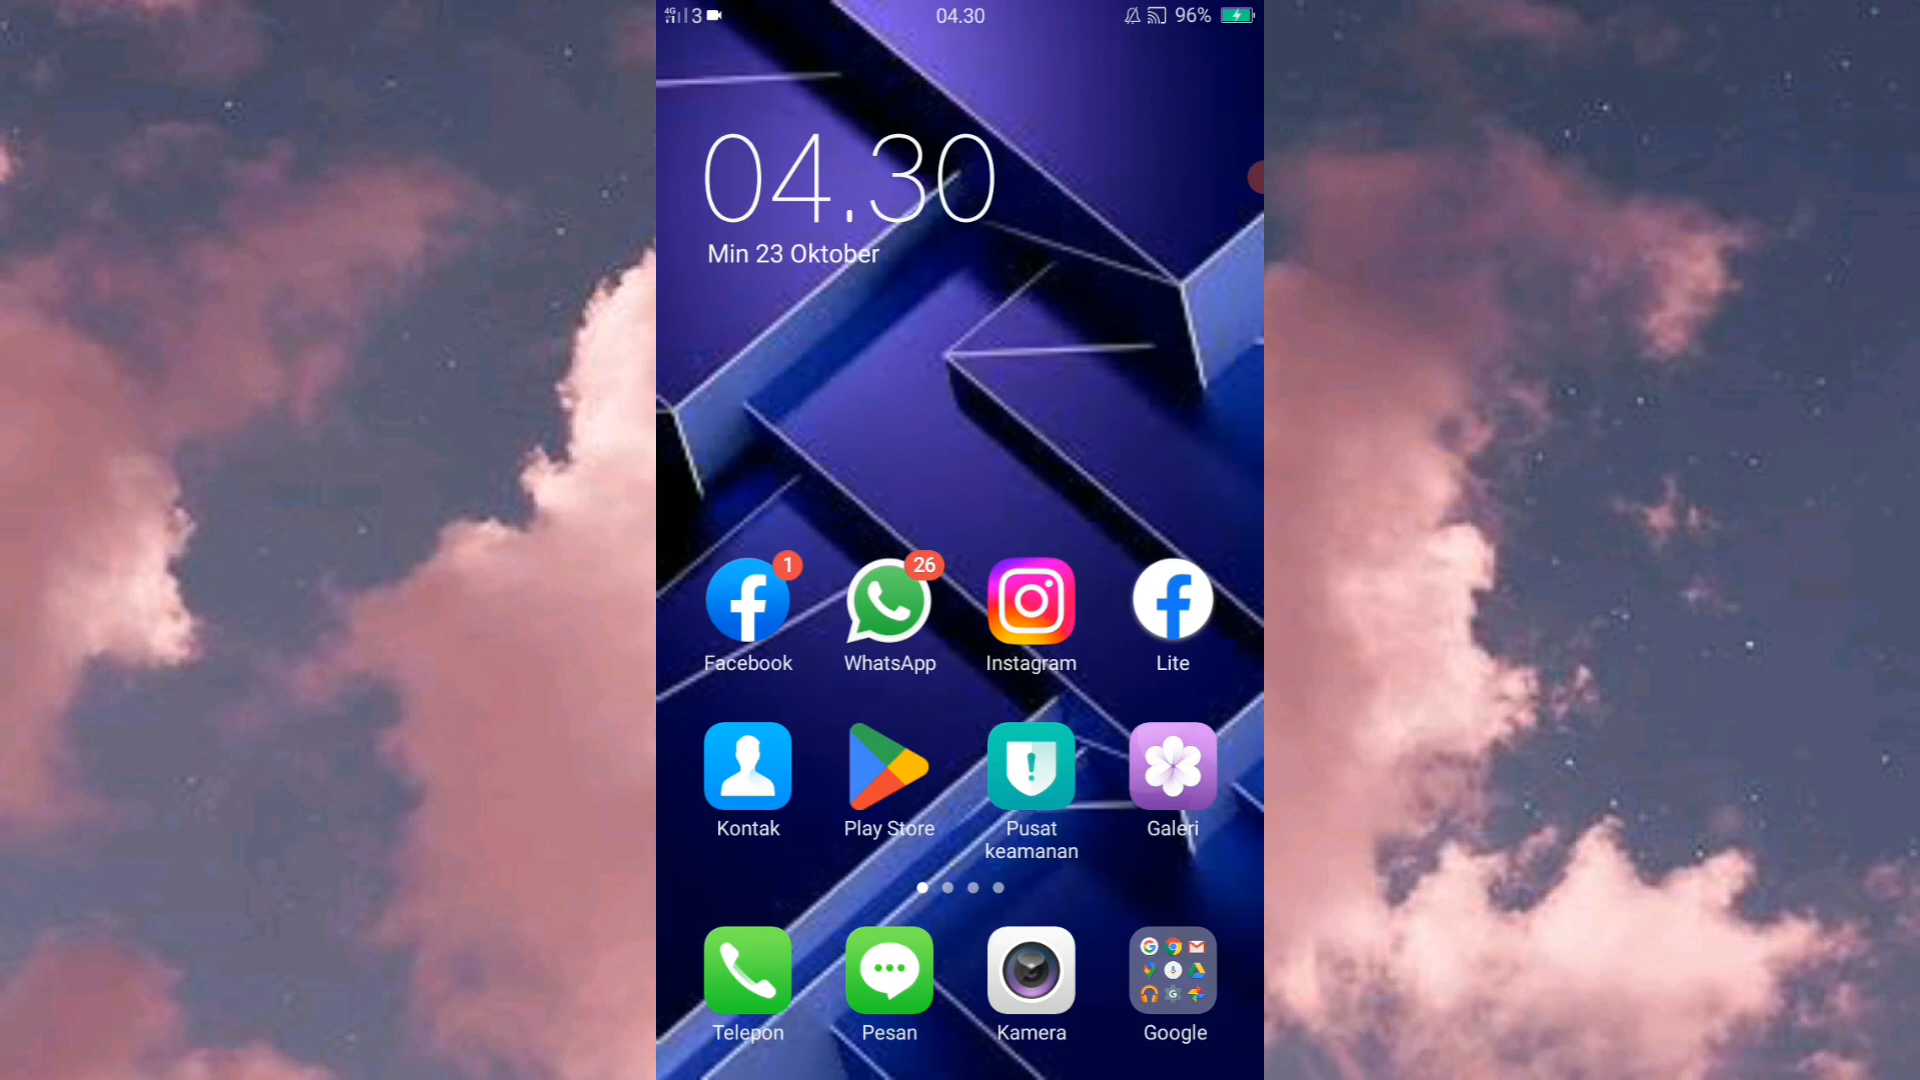 4G 3 04.30 96%
04.30
Min 23 Oktober
1 26
Facebook WhatsApp Instagram Lite
Kontak Play Store Pusat keamanan Galeri
Telepon Pesan Kamera Google